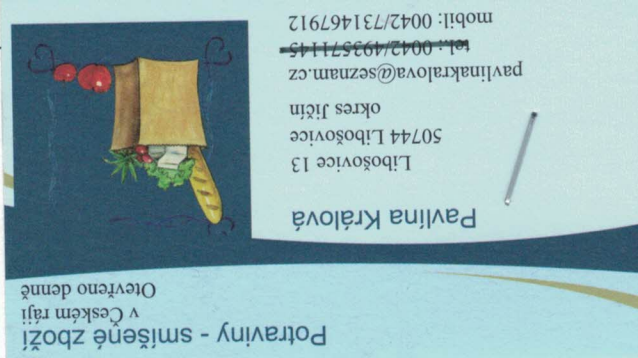 Potraviny - smíšené zboží
v Českém ráji
Otevřeno denně
Pavlína Králová
Libošovice 13
50744 Libošovice
okres Jičín
pavlinakralova@seznam.cz
tel.: 0042/493571145
mobil: 0042/731467912